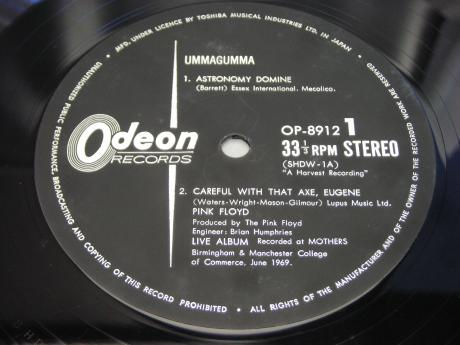 MFD. UNDER LICENCE BY TOSHIBA MUSICAL INDUSTRIES LTD. IN JAPAN
UNAUTHORIZED PUBLIC PERFORMANCE, BROADCASTING AND COPYING OF THIS RECORD PROHIBITED
ALL RIGHTS OF THE MANUFACTURER AND OF THE OWNER OF THE RECORDED WORK ARE RESERVED
UMMAGUMMA
1. ASTRONOMY DOMINE
(Barrett) Essex International. Mecolico.
Odeon
RECORDS
OP-8912 1
33 1/3 RPM STEREO
(SHDW-1A)
"A Harvest Recording"
2. CAREFUL WITH THAT AXE, EUGENE
(Waters-Wright-Mason-Gilmour) Lupus Music Ltd.
PINK FLOYD
Produced by The Pink Floyd
Engineer: Brian Humphries
LIVE ALBUM Recorded at MOTHERS
Birmingham & Manchester College
of Commerce, June 1969.